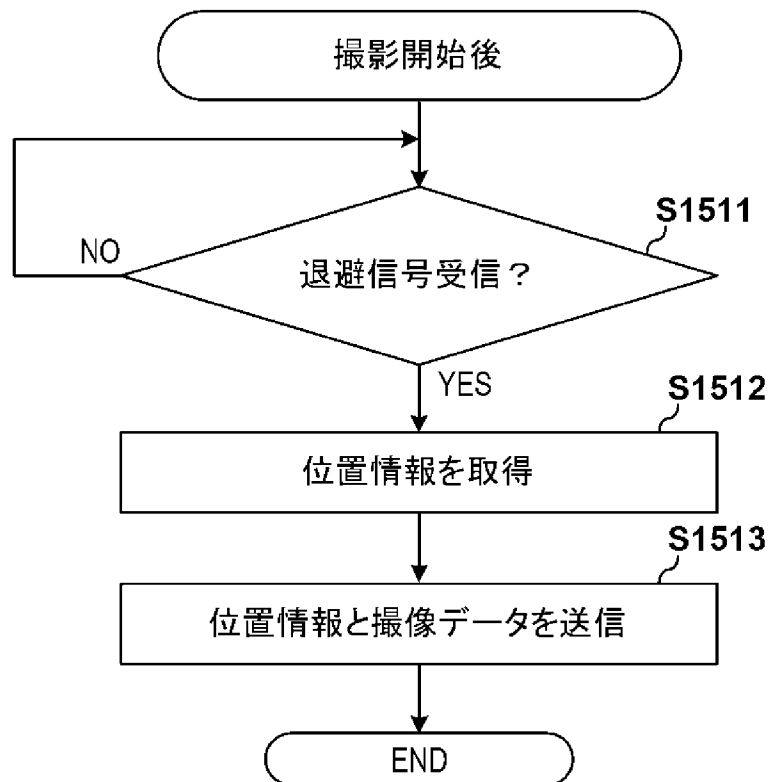 撮影開始後
S1511
NO
退避信号受信？
YES
S1512
位置情報を取得
S1513
位置情報と撮像データを送信
END